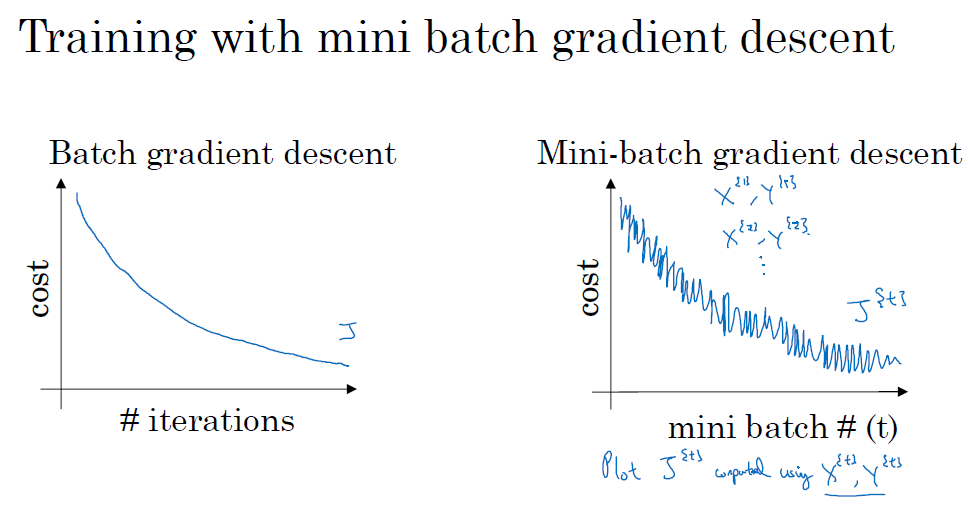 Training with mini batch gradient descent
Batch gradient descent
cost
J
# iterations
Mini-batch gradient descent
X^{1}, Y^{1}
X^{2}, Y^{2}.
⋮
cost
J^{t}
mini batch # (t)
Plot J^{t} computed using X^{t}, Y^{t}